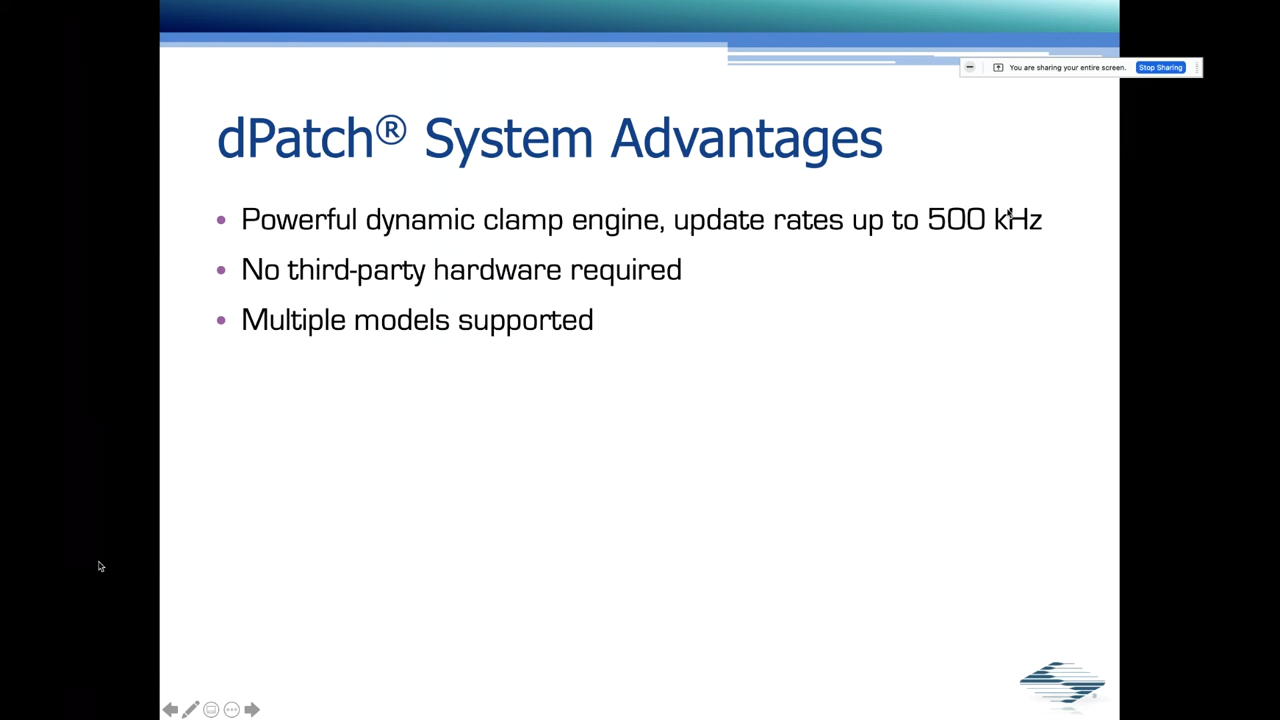 You are sharing your entire screen. Stop Sharing
dPatch® System Advantages
• Powerful dynamic clamp engine, update rates up to 500 kHz
• No third-party hardware required
• Multiple models supported